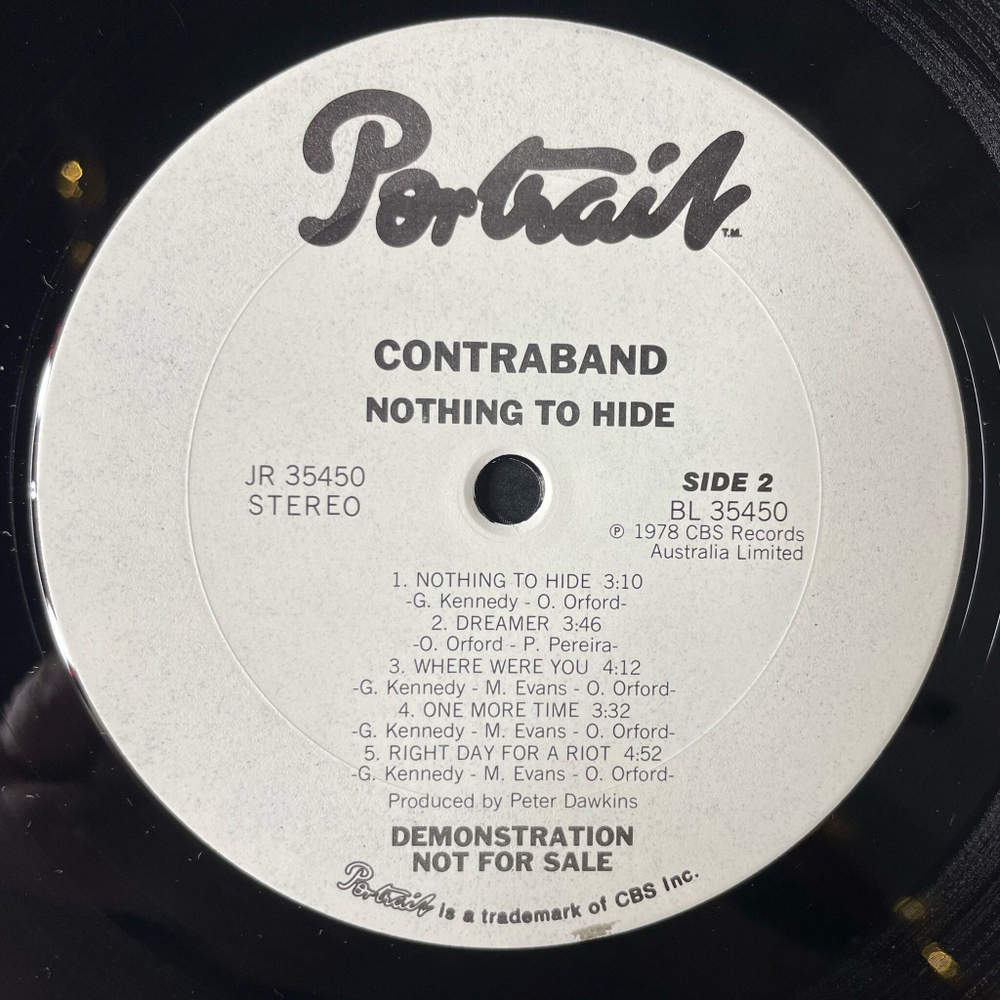 Portrait T.M.
CONTRABAND
NOTHING TO HIDE
JR 35450
STEREO
SIDE 2
BL 35450
℗ 1978 CBS Records
Australia Limited
1. NOTHING TO HIDE 3:10
-G. Kennedy - O. Orford-
2. DREAMER 3:46
-O. Orford - P. Pereira-
3. WHERE WERE YOU 4:12
-G. Kennedy - M. Evans - O. Orford-
4. ONE MORE TIME 3:32
-G. Kennedy - M. Evans - O. Orford-
5. RIGHT DAY FOR A RIOT 4:52
-G. Kennedy - M. Evans - O. Orford-
Produced by Peter Dawkins
DEMONSTRATION
NOT FOR SALE
Portrait is a trademark of CBS Inc.